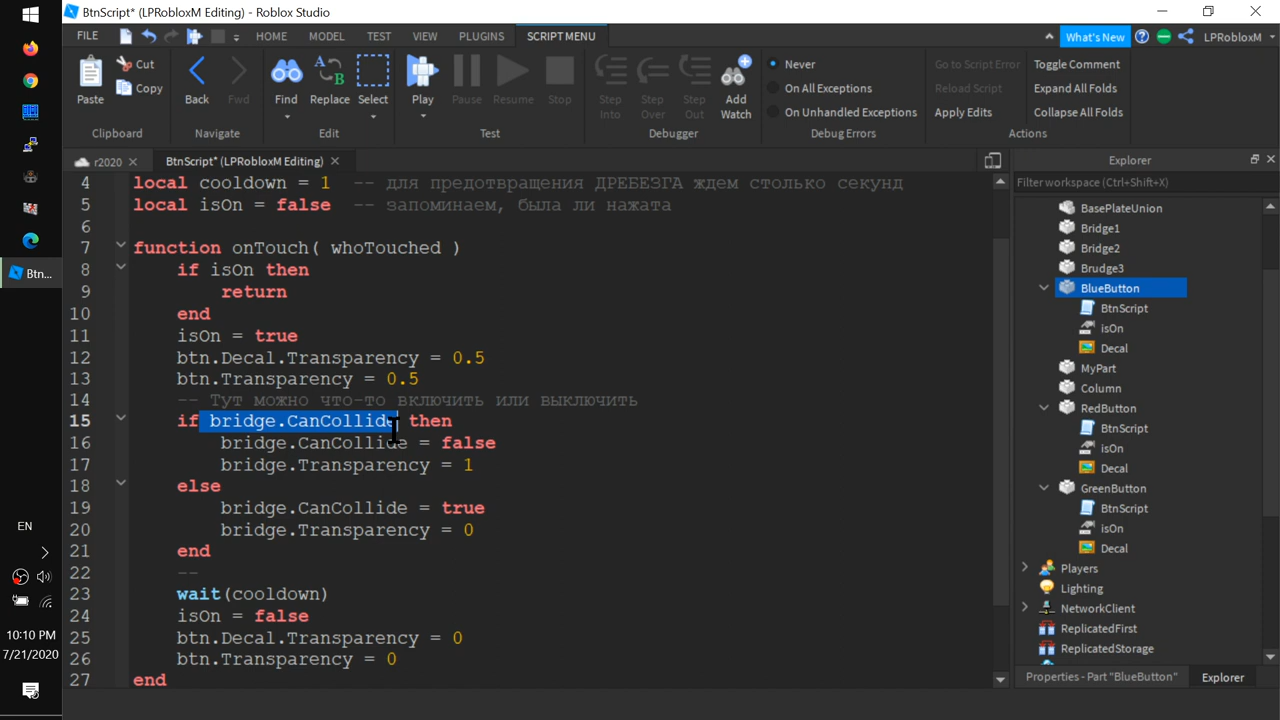 BtnScript* (LPRobloxM Editing) - Roblox Studio
FILE HOME MODEL TEST VIEW PLUGINS SCRIPT MENU What's New LPRobloxM
Paste Cut Copy Back Fwd Find Replace Select Play Pause Resume Stop Step Into Step Over Step Out Add Watch
Never
On All Exceptions
On Unhandled Exceptions
Go to Script Error
Reload Script
Apply Edits
Toggle Comment
Expand All Folds
Collapse All Folds
Clipboard Navigate Edit Test Debugger Debug Errors Actions
r2020 BtnScript* (LPRobloxM Editing)
4 local cooldown = 1 -- для предотвращения ДРЕБЕЗГА ждем столько секунд
5 local isOn = false -- запоминаем, была ли нажата
6
7 function onTouch( whoTouched )
8 if isOn then
9 return
10 end
11 isOn = true
12 btn.Decal.Transparency = 0.5
13 btn.Transparency = 0.5
14 -- Тут можно что-то включить или выключить
15 if bridge.CanCollide then
16 bridge.CanCollide = false
17 bridge.Transparency = 1
18 else
19 bridge.CanCollide = true
20 bridge.Transparency = 0
21 end
22 --
23 wait(cooldown)
24 isOn = false
25 btn.Decal.Transparency = 0
26 btn.Transparency = 0
27 end
Explorer
Filter workspace (Ctrl+Shift+X)
BasePlateUnion
Bridge1
Bridge2
Brudge3
BlueButton
BtnScript
isOn
Decal
MyPart
Column
RedButton
BtnScript
isOn
Decal
GreenButton
BtnScript
isOn
Decal
Players
Lighting
NetworkClient
ReplicatedFirst
ReplicatedStorage
Properties - Part "BlueButton" Explorer
Btn...
EN
10:10 PM
7/21/2020